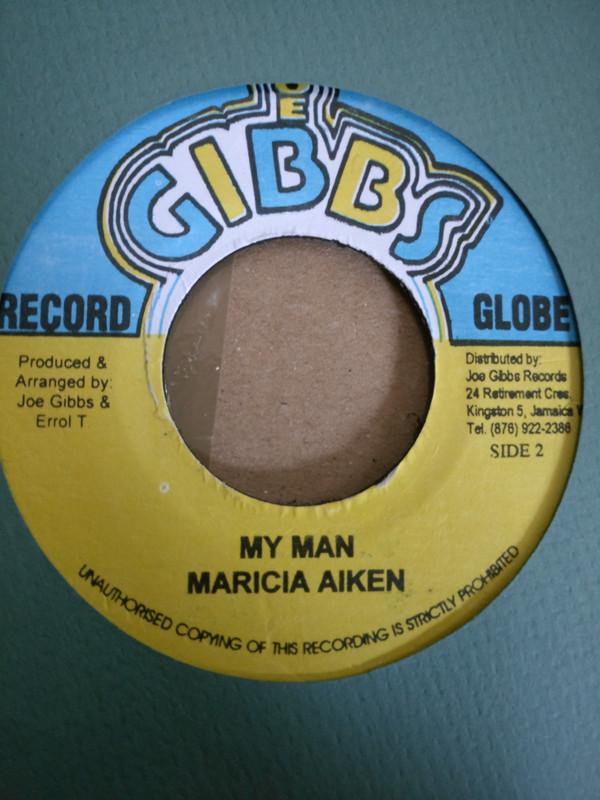 JOE
GIBBS
RECORD GLOBE
Produced &
Arranged by:
Joe Gibbs &
Errol T
Distributed by:
Joe Gibbs Records
24 Retirement Cres.
Kingston 5, Jamaica W
Tel. (876) 922-2386
SIDE 2
MY MAN
MARICIA AIKEN
UNAUTHORISED COPYING OF THIS RECORDING IS STRICTLY PROHIBITED